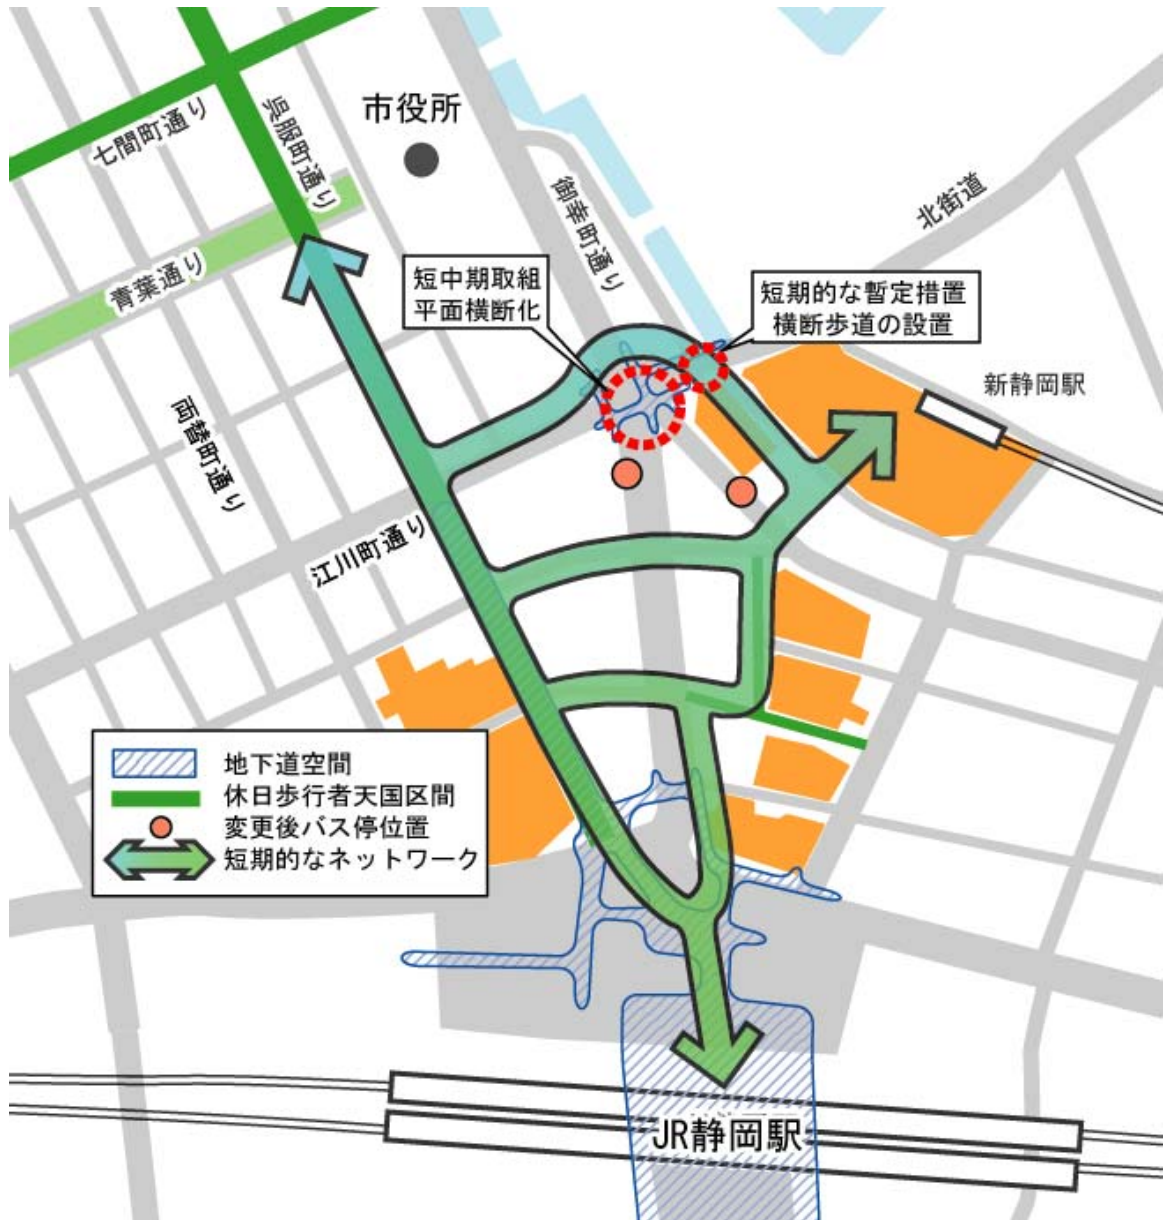 市役所
七間町通り
呉服町通り
御幸町通り
北街道
青葉通り
短中期取組
平面横断化
短期的な暫定措置
横断歩道の設置
新静岡駅
両替町通り
江川町通り
地下道空間
休日歩行者天国区間
変更後バス停位置
短期的なネットワーク
JR静岡駅